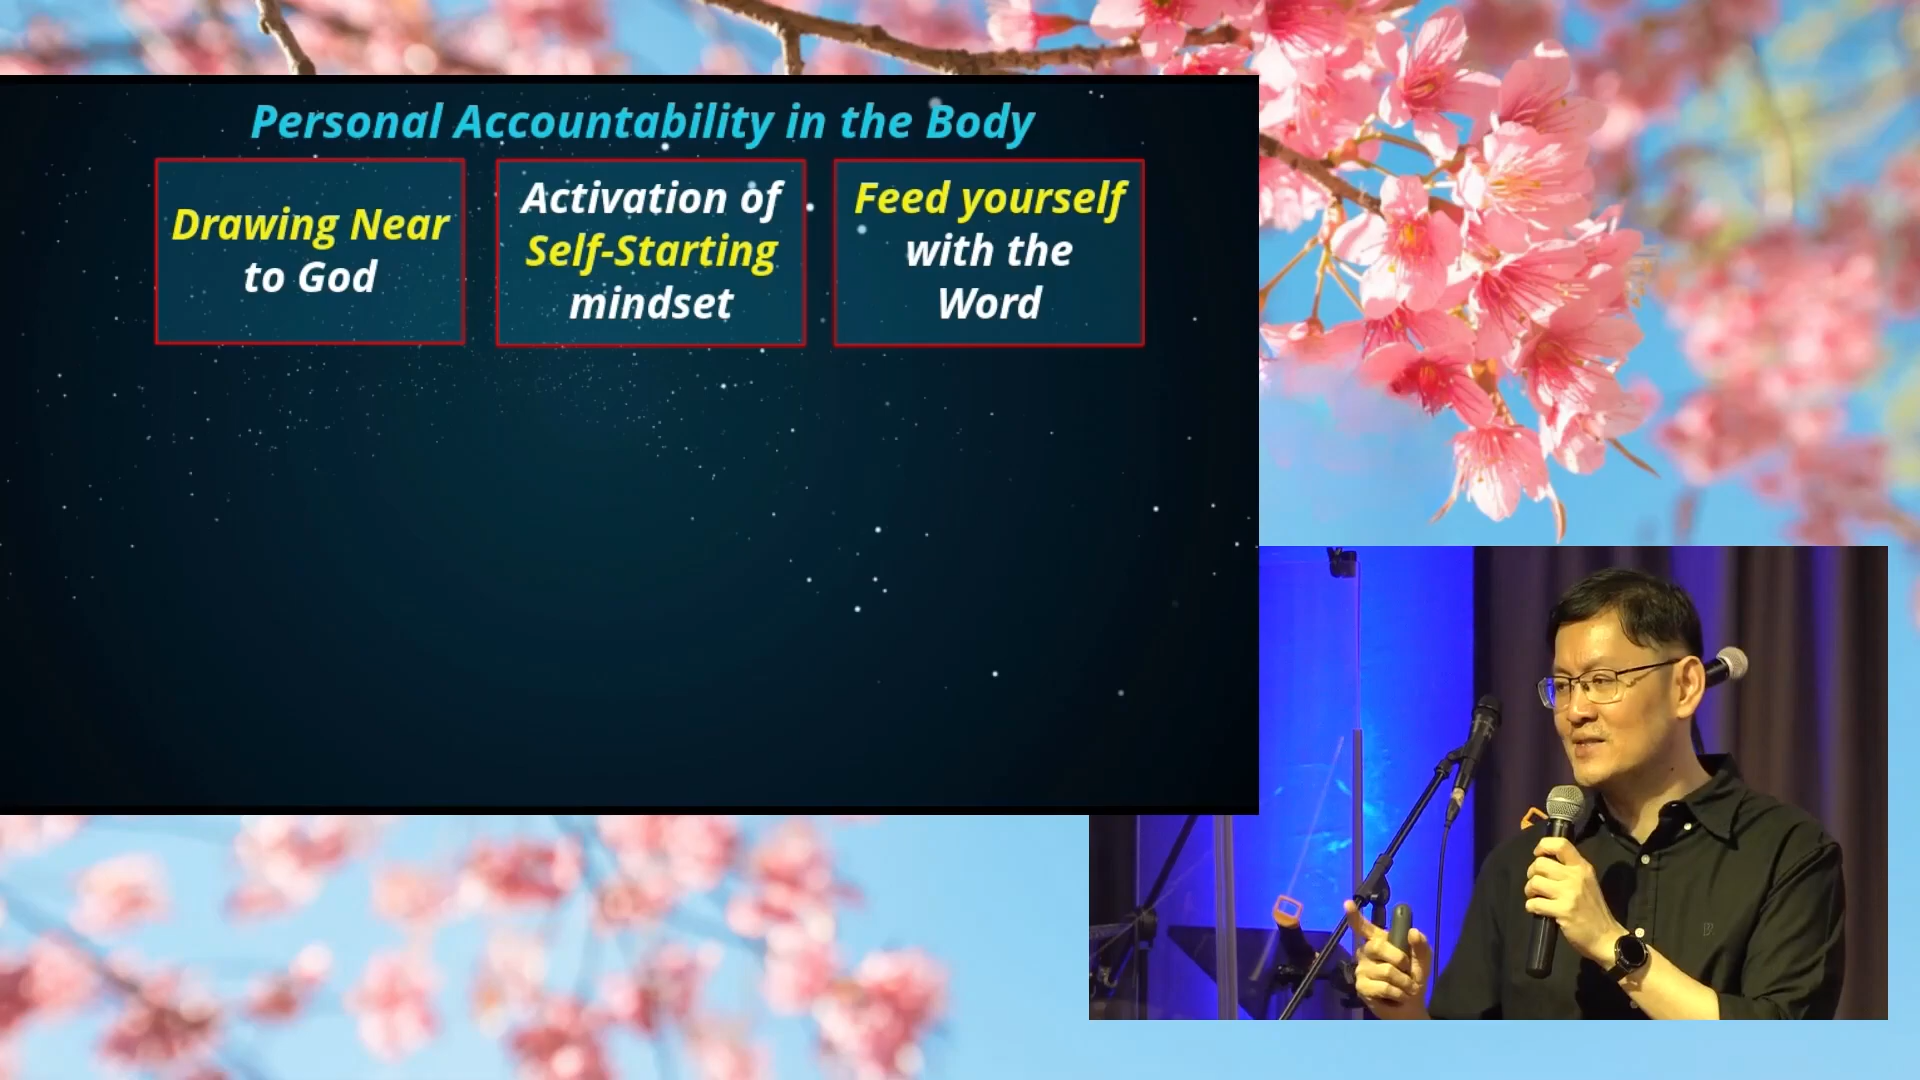 Personal Accountability in the Body
Drawing Near
to God
Activation of
Self-Starting
mindset
Feed yourself
with the
Word